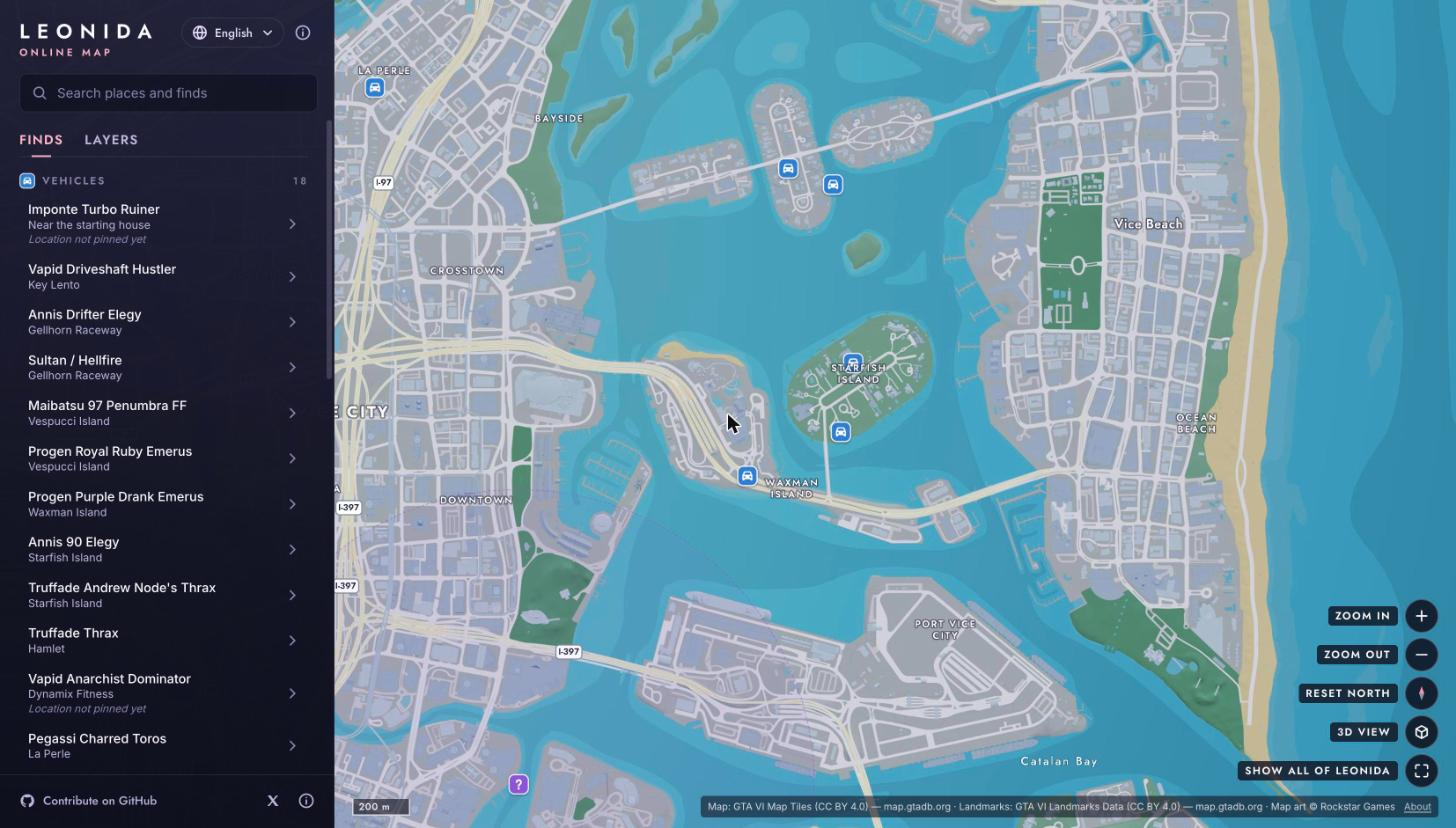 LEONIDA
ONLINE MAP
English
Search places and finds
FINDS
LAYERS
VEHICLES
18
Imponte Turbo Ruiner
Near the starting house
Location not pinned yet
Vapid Driveshaft Hustler
Key Lento
Annis Drifter Elegy
Gellhorn Raceway
Sultan / Hellfire
Gellhorn Raceway
Maibatsu 97 Penumbra FF
Vespucci Island
Progen Royal Ruby Emerus
Vespucci Island
Progen Purple Drank Emerus
Waxman Island
Annis 90 Elegy
Starfish Island
Truffade Andrew Node's Thrax
Starfish Island
Truffade Thrax
Hamlet
Vapid Anarchist Dominator
Dynamix Fitness
Location not pinned yet
Pegassi Charred Toros
La Perle
Contribute on GitHub
X
LA PERLE
BAYSIDE
I-97
CROSSTOWN
Vice Beach
STARFISH
ISLAND
E CITY
OCEAN
BEACH
WAXMAN
ISLAND
DOWNTOWN
A
I-397
I-397
I-397
PORT VICE
CITY
Catalan Bay
?
200 m
ZOOM IN
ZOOM OUT
RESET NORTH
3D VIEW
SHOW ALL OF LEONIDA
Map: GTA VI Map Tiles (CC BY 4.0) — map.gtadb.org · Landmarks: GTA VI Landmarks Data (CC BY 4.0) — map.gtadb.org · Map art © Rockstar Games About